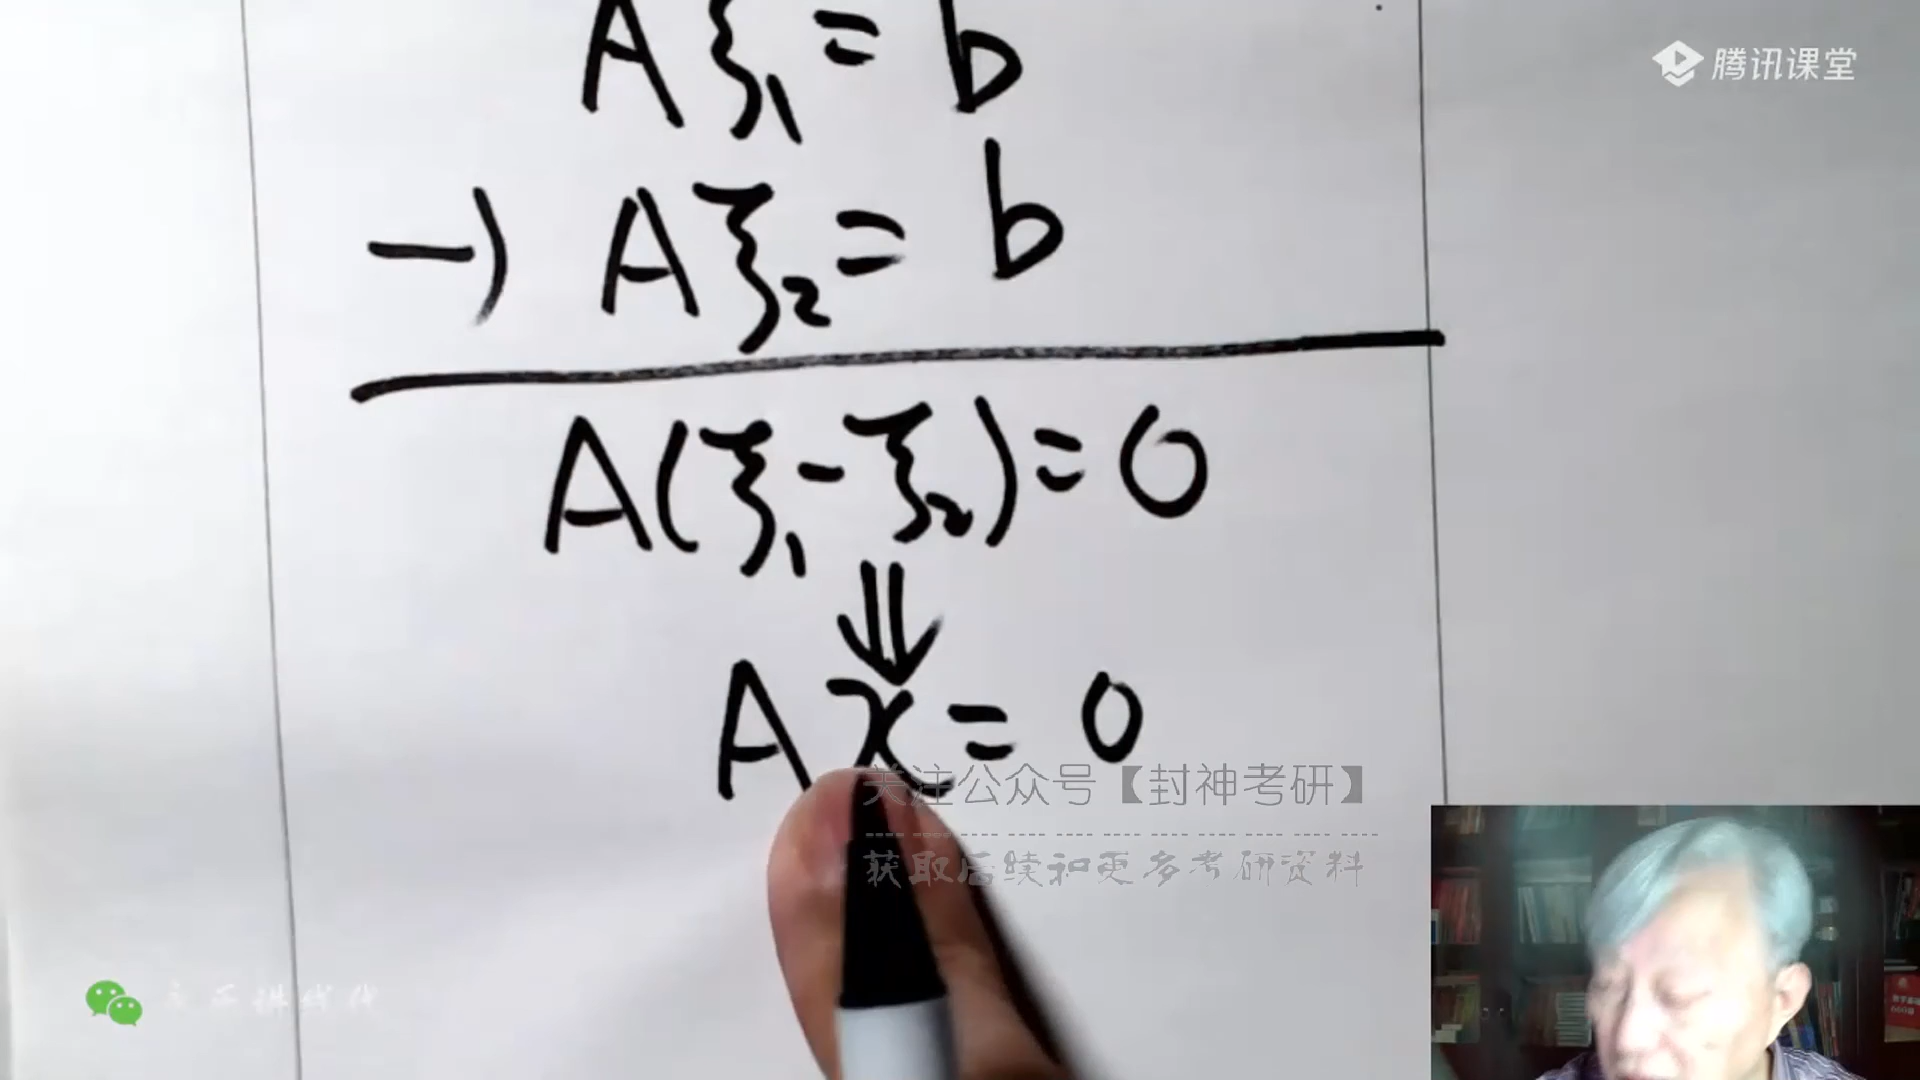 Aξ₁=b
腾讯课堂
-) Aξ₂=b
A(ξ₁-ξ₂)=0
⇓
Ax=0
关注公众号【封神考研】
获取后续和更多考研资料